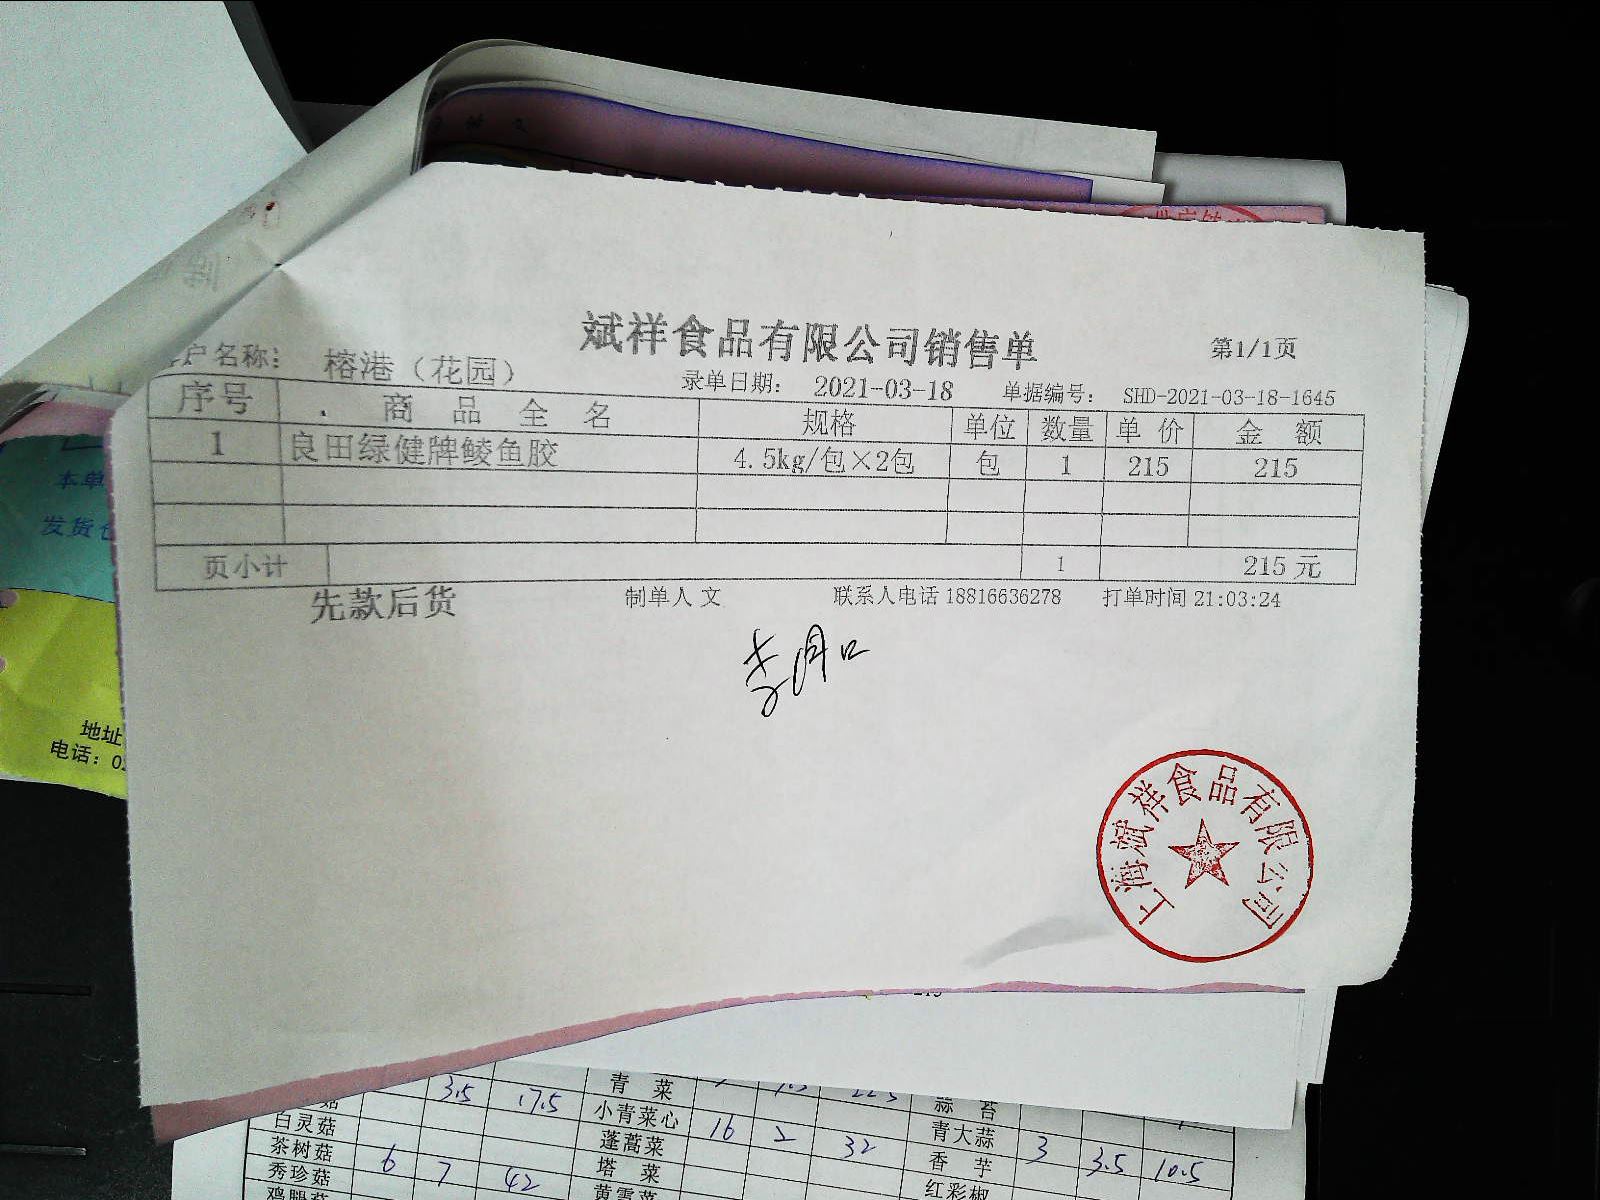 斌祥食品有限公司销售单
第1/1页
户名称： 榕港（花园） 录单日期： 2021-03-18 单据编号： SHD-2021-03-18-1645
序号 商品全名 规格 单位 数量 单价 金额
1 良田绿健牌鲮鱼胶 4.5kg/包×2包 包 1 215 215
页小计 1 215元
先款后货 制单人 文 联系人电话 18816636278 打单时间 21:03:24
上海斌祥食品有限公司
本单
发货
地址
电话：0
3.5 17.5 青菜 蒜苔
白灵菇 小青菜心 16 2 32 青大蒜 3 3.5 10.5
茶树菇 6 7 42 蓬蒿菜 香芋
秀珍菇 塔菜 红彩椒